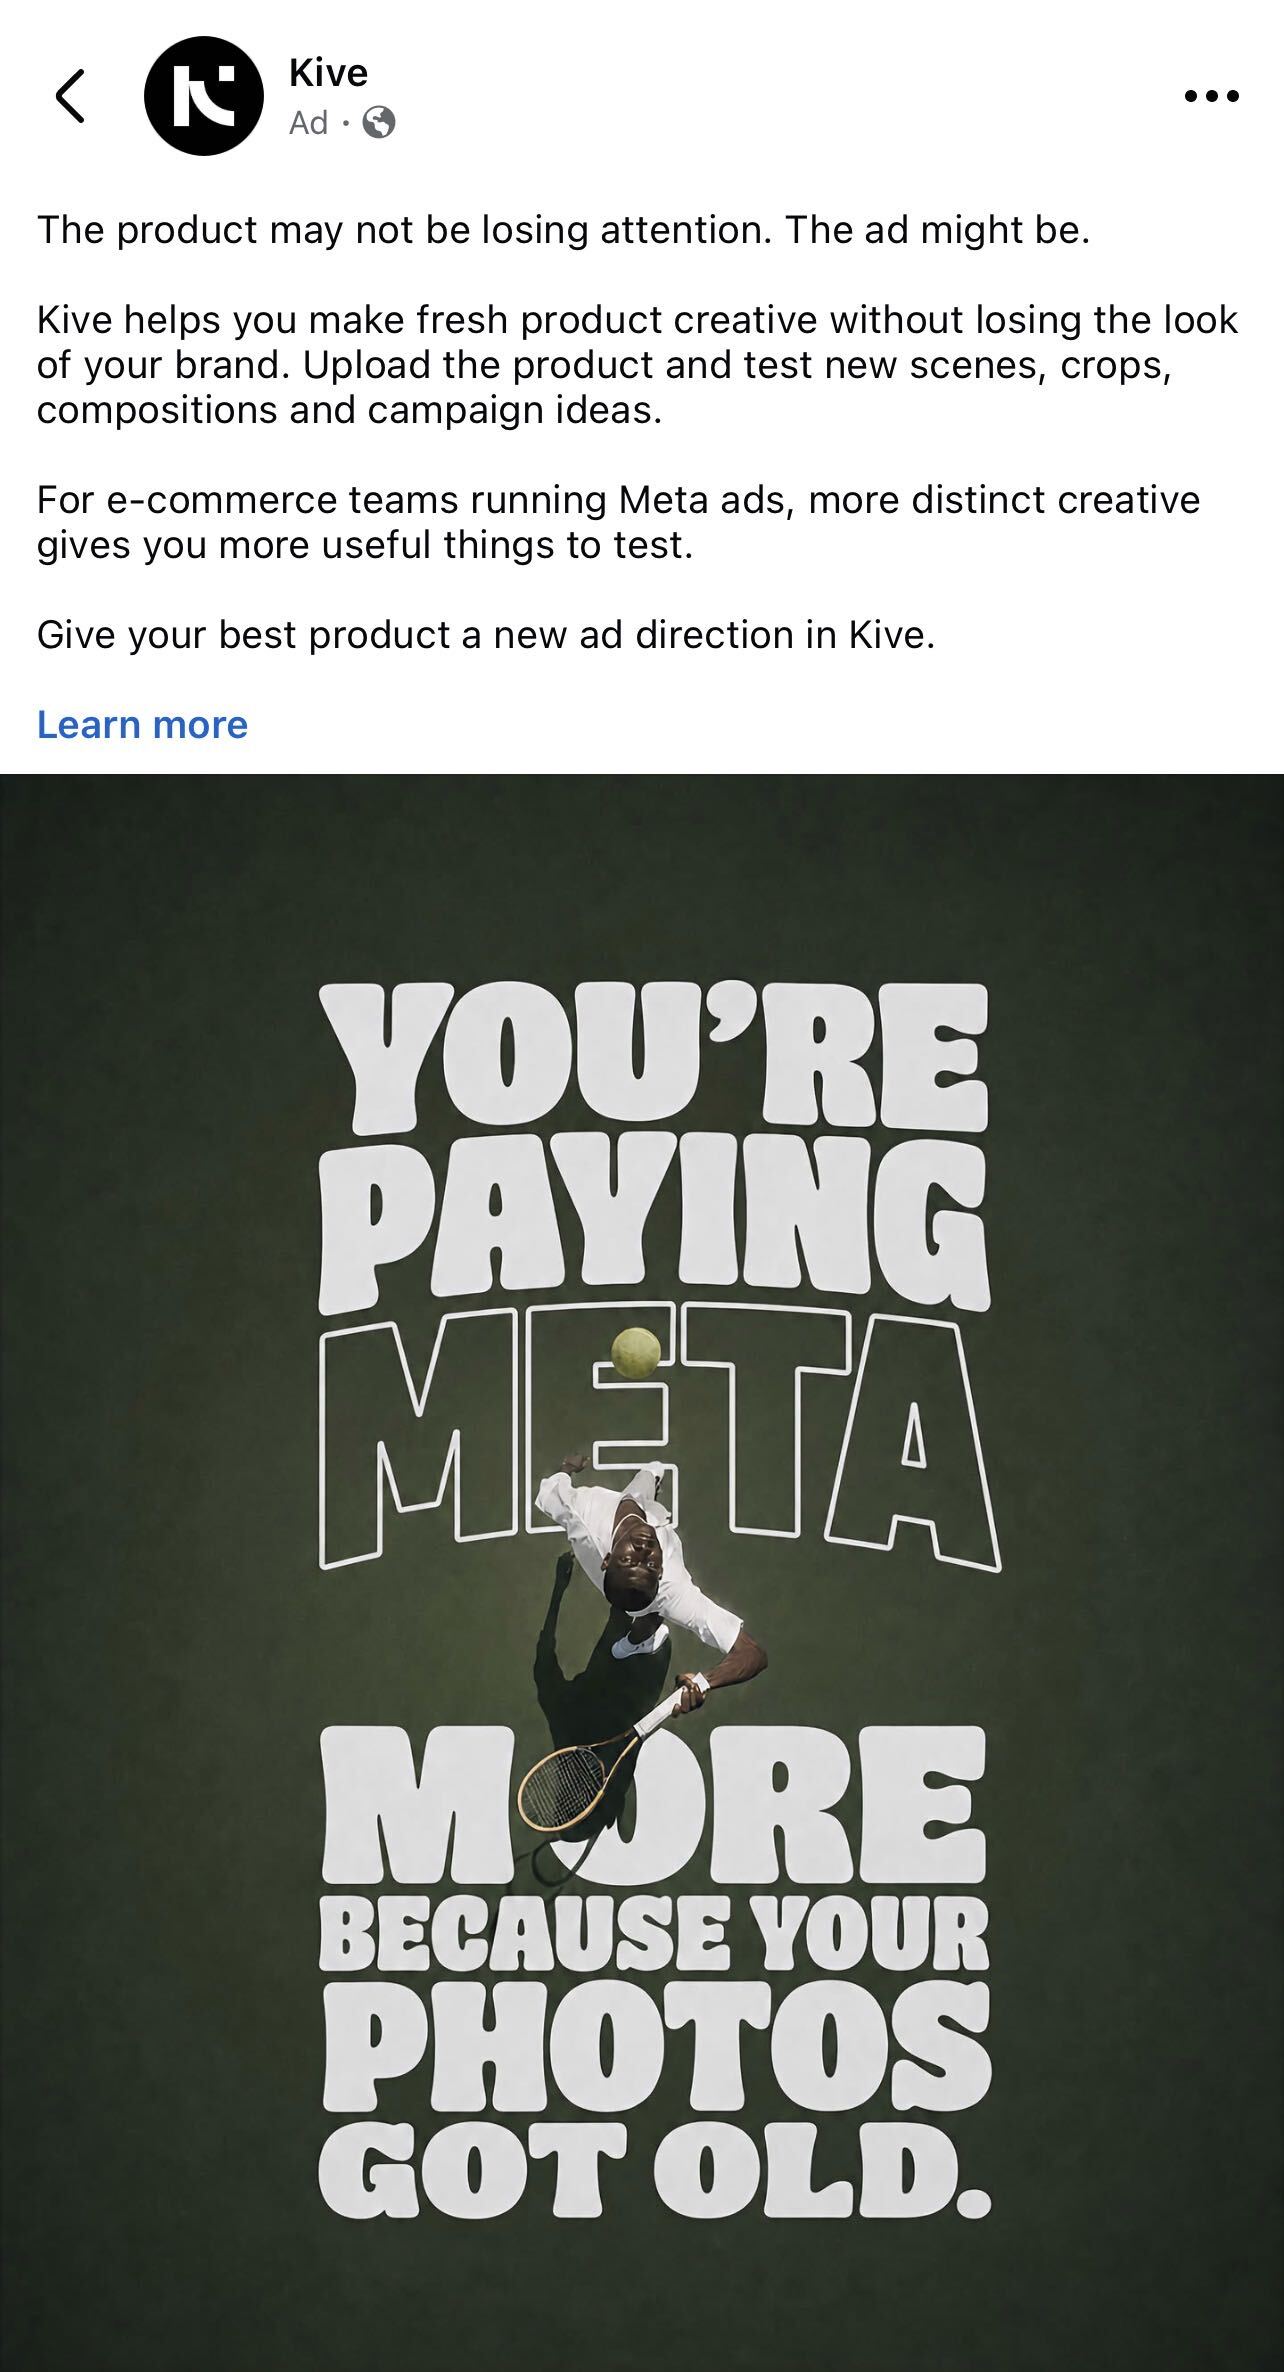 Kive
Ad ·
The product may not be losing attention. The ad might be.
Kive helps you make fresh product creative without losing the look
of your brand. Upload the product and test new scenes, crops,
compositions and campaign ideas.
For e-commerce teams running Meta ads, more distinct creative
gives you more useful things to test.
Give your best product a new ad direction in Kive.
Learn more
YOU'RE
PAYING
META
MORE
BECAUSE YOUR
PHOTOS
GOT OLD.